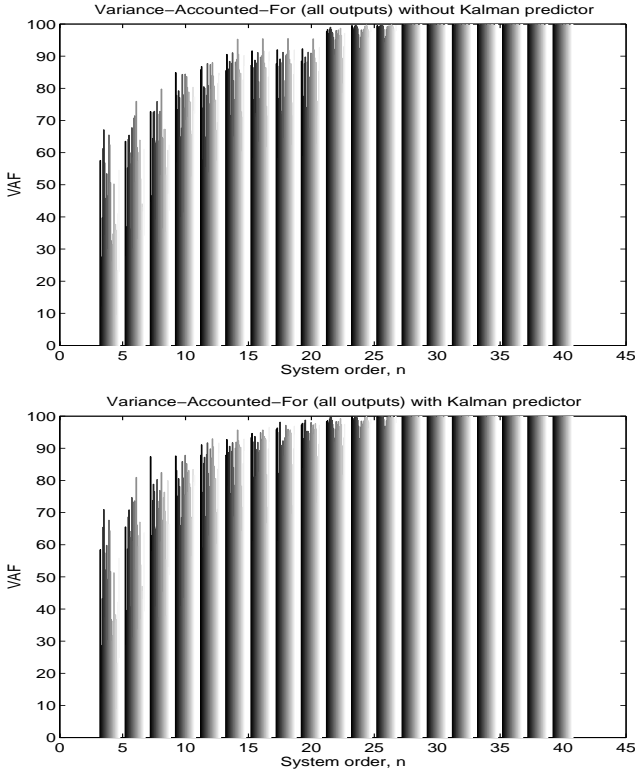 Variance−Accounted−For (all outputs) without Kalman predictor
100
90
80
70
60
50
40
30
20
10
0
VAF
0 5 10 15 20 25 30 35 40 45
System order, n
Variance−Accounted−For (all outputs) with Kalman predictor
100
90
80
70
60
50
40
30
20
10
0
VAF
0 5 10 15 20 25 30 35 40 45
System order, n